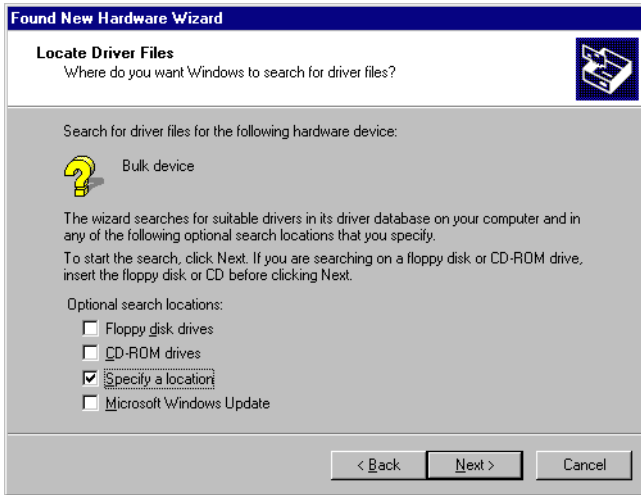 Found New Hardware Wizard
Locate Driver Files
Where do you want Windows to search for driver files?
Search for driver files for the following hardware device:
Bulk device
The wizard searches for suitable drivers in its driver database on your computer and in
any of the following optional search locations that you specify.
To start the search, click Next. If you are searching on a floppy disk or CD-ROM drive,
insert the floppy disk or CD before clicking Next.
Optional search locations:
Floppy disk drives
CD-ROM drives
Specify a location
Microsoft Windows Update
< Back Next > Cancel